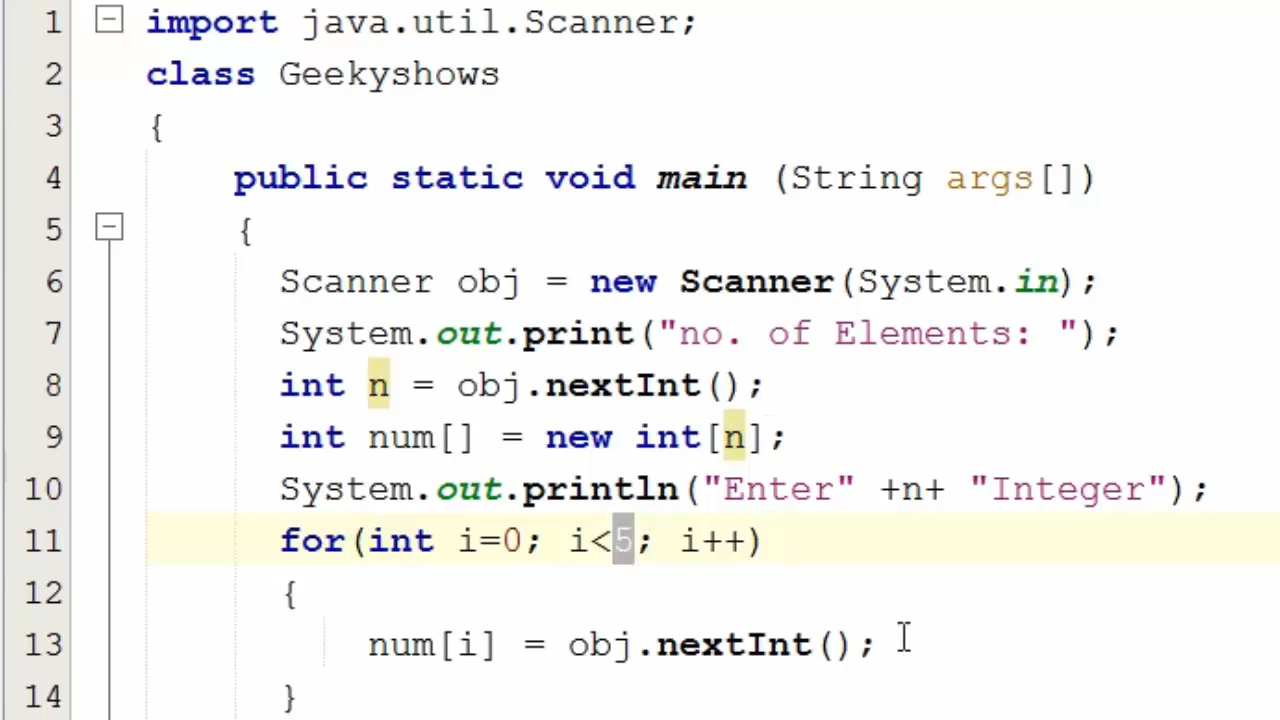 1 import java.util.Scanner;
2 class Geekyshows
3 {
4 public static void main (String args[])
5 {
6 Scanner obj = new Scanner(System.in);
7 System.out.print("no. of Elements: ");
8 int n = obj.nextInt();
9 int num[] = new int[n];
10 System.out.println("Enter" +n+ "Integer");
11 for(int i=0; i<5; i++)
12 {
13 num[i] = obj.nextInt();
14 }